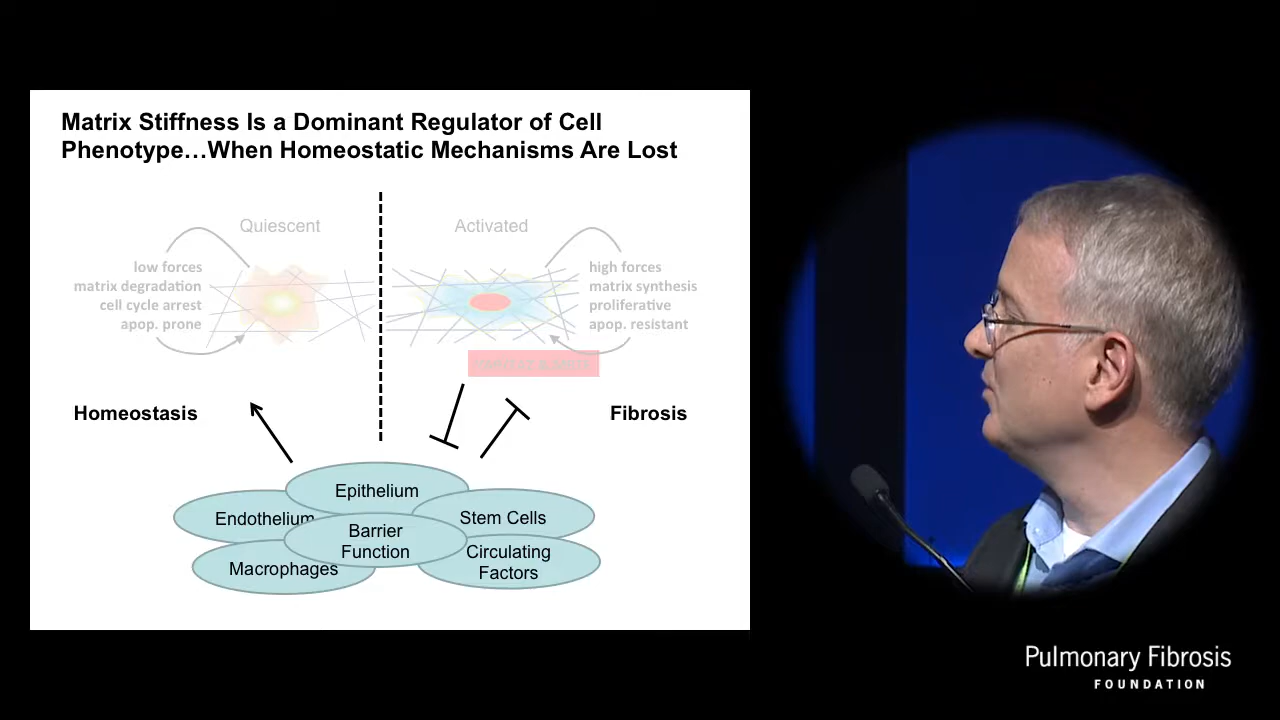 Matrix Stiffness Is a Dominant Regulator of Cell
Phenotype…When Homeostatic Mechanisms Are Lost
Quiescent
Activated
low forces
matrix degradation
cell cycle arrest
apop. prone
high forces
matrix synthesis
proliferative
apop. resistant
Homeostasis
Fibrosis
Epithelium
Endothelium
Stem Cells
Barrier
Function
Macrophages
Circulating
Factors
Pulmonary Fibrosis
FOUNDATION